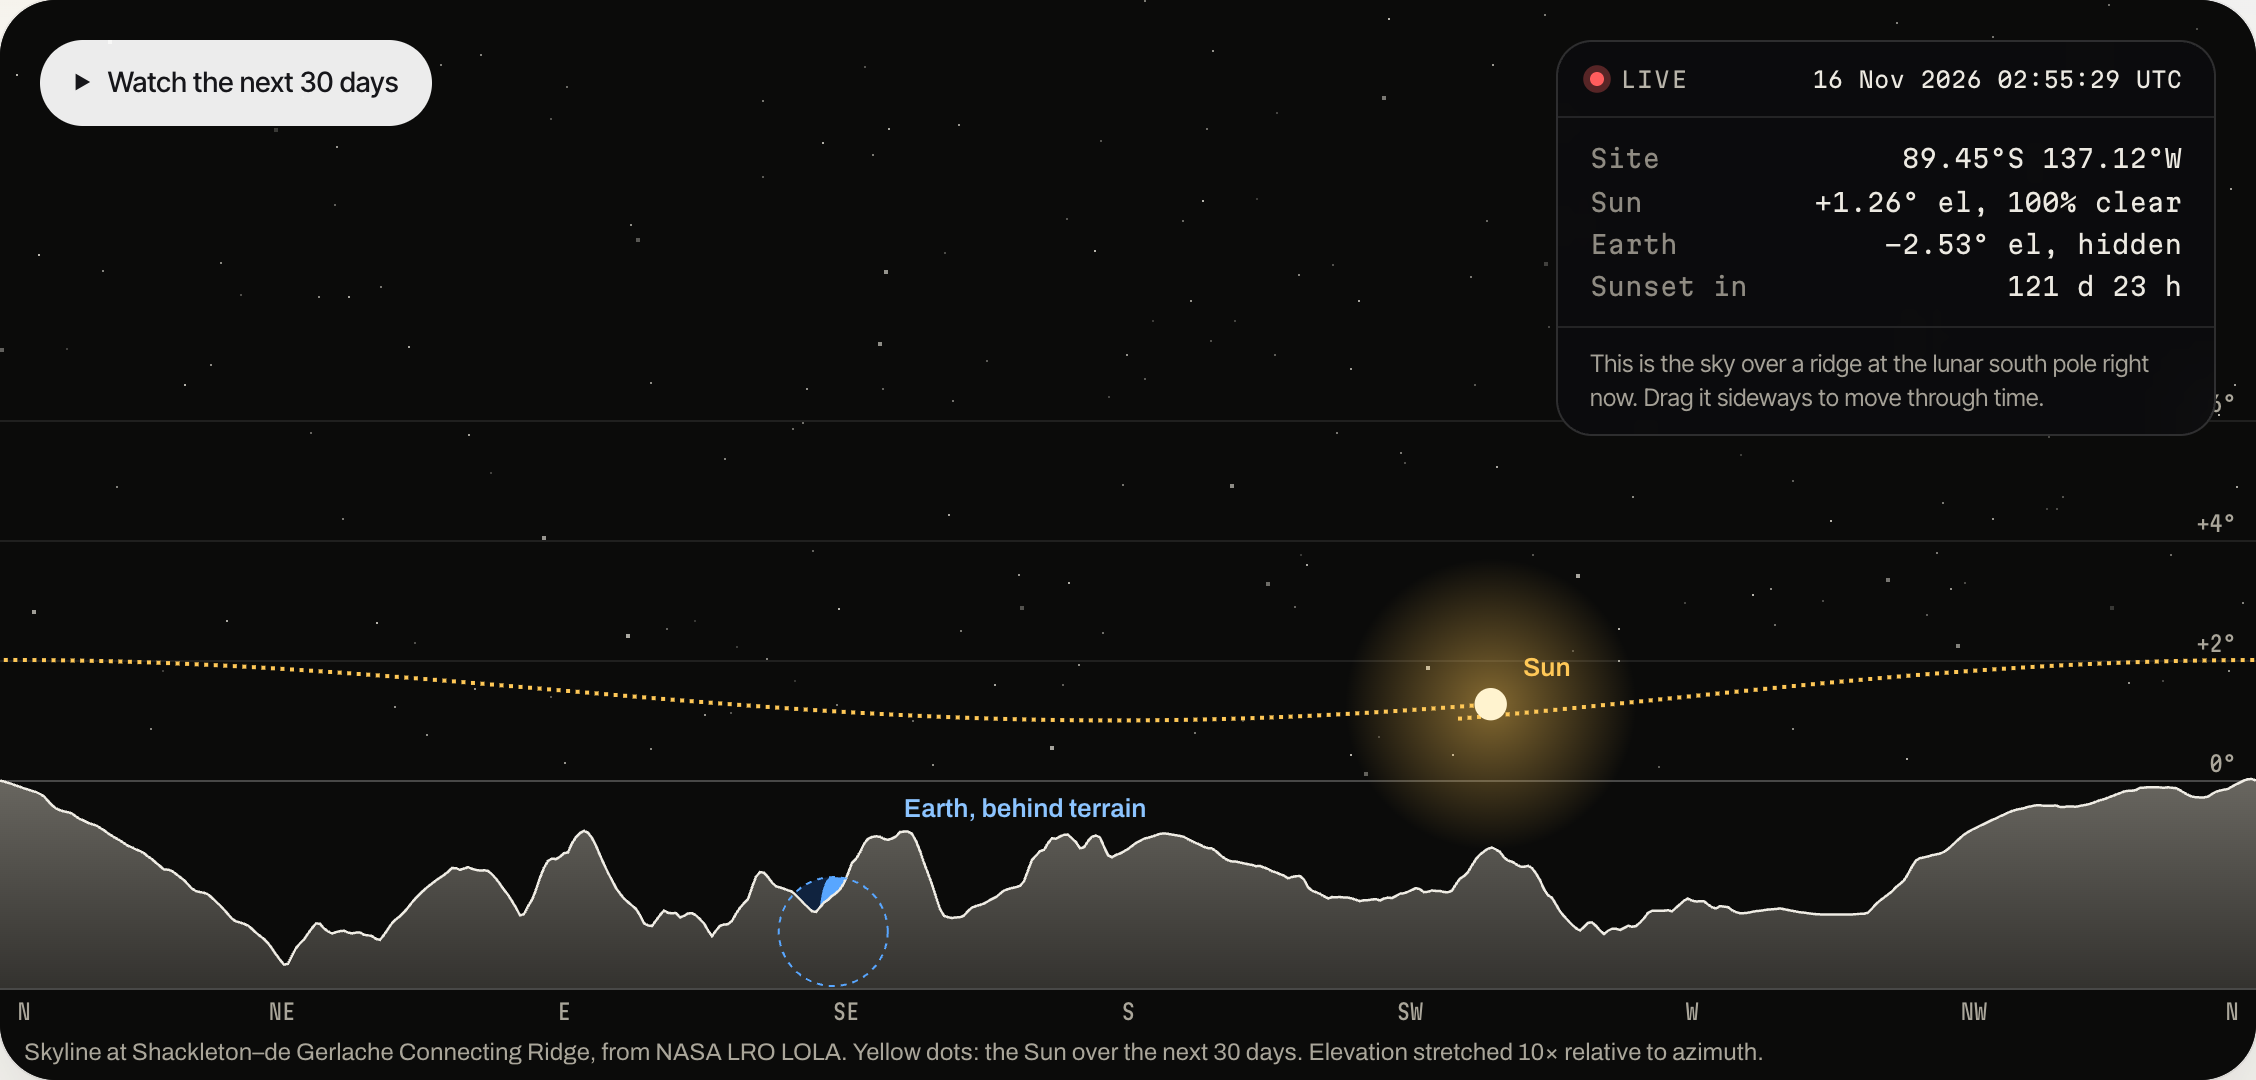 Watch the next 30 days
LIVE 16 Nov 2026 02:55:29 UTC
Site 89.45°S 137.12°W
Sun +1.26° el, 100% clear
Earth −2.53° el, hidden
Sunset in 121 d 23 h
This is the sky over a ridge at the lunar south pole right
now. Drag it sideways to move through time.
+4°
+2°
Sun
0°
Earth, behind terrain
N NE E SE S SW W NW N
Skyline at Shackleton–de Gerlache Connecting Ridge, from NASA LRO LOLA. Yellow dots: the Sun over the next 30 days. Elevation stretched 10× relative to azimuth.